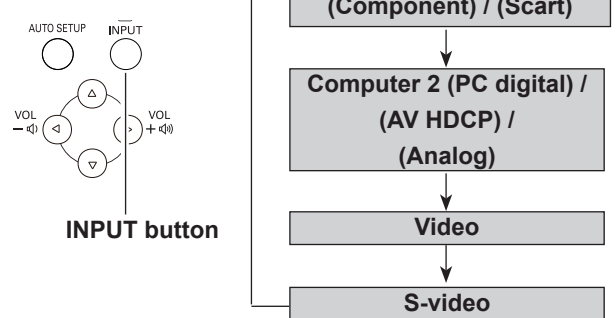 AUTO SETUP
INPUT
VOL
–
VOL
+
INPUT button
(Component) / (Scart)
Computer 2 (PC digital) /
(AV HDCP) /
(Analog)
Video
S-video